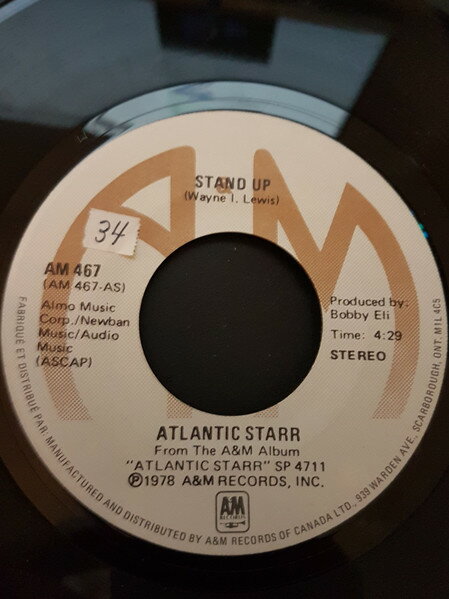 STAND UP
(Wayne I. Lewis)
34
AM 467
(AM 467-AS)
Almo Music
Corp./Newban
Music/Audio
Music
(ASCAP)
Produced by:
Bobby Eli
Time: 4:29
STEREO
ATLANTIC STARR
From The A&M Album
"ATLANTIC STARR" SP 4711
Ⓟ1978 A&M RECORDS, INC.
A&M
RECORDS
FABRIQUÉ ET DISTRIBUÉ PAR/MANUFACTURED AND DISTRIBUTED BY A&M RECORDS OF CANADA LTD., 939 WARDEN AVE., SCARBOROUGH, ONT. M1L 4C5